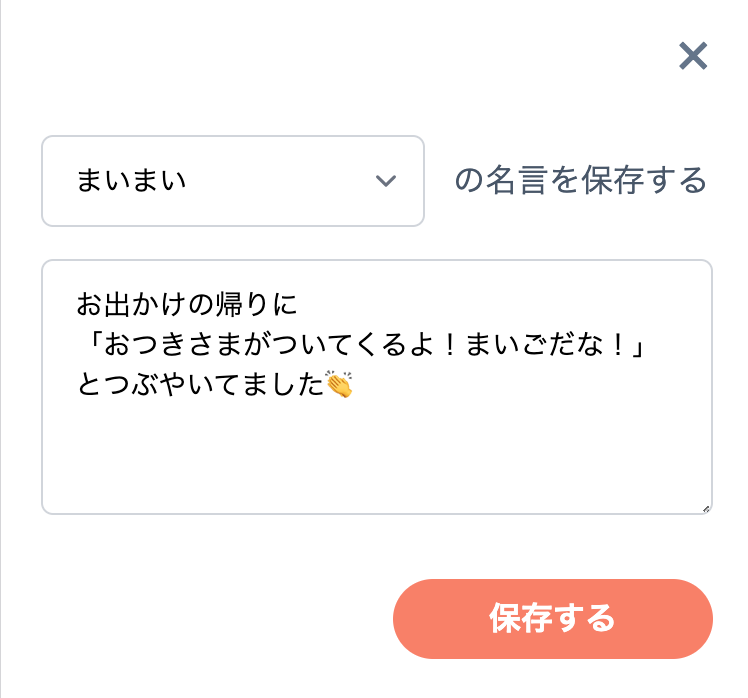 まいまい
の名言を保存する
お出かけの帰りに
「おつきさまがついてくるよ！まいごだな！」
とつぶやいてました👏
保存する